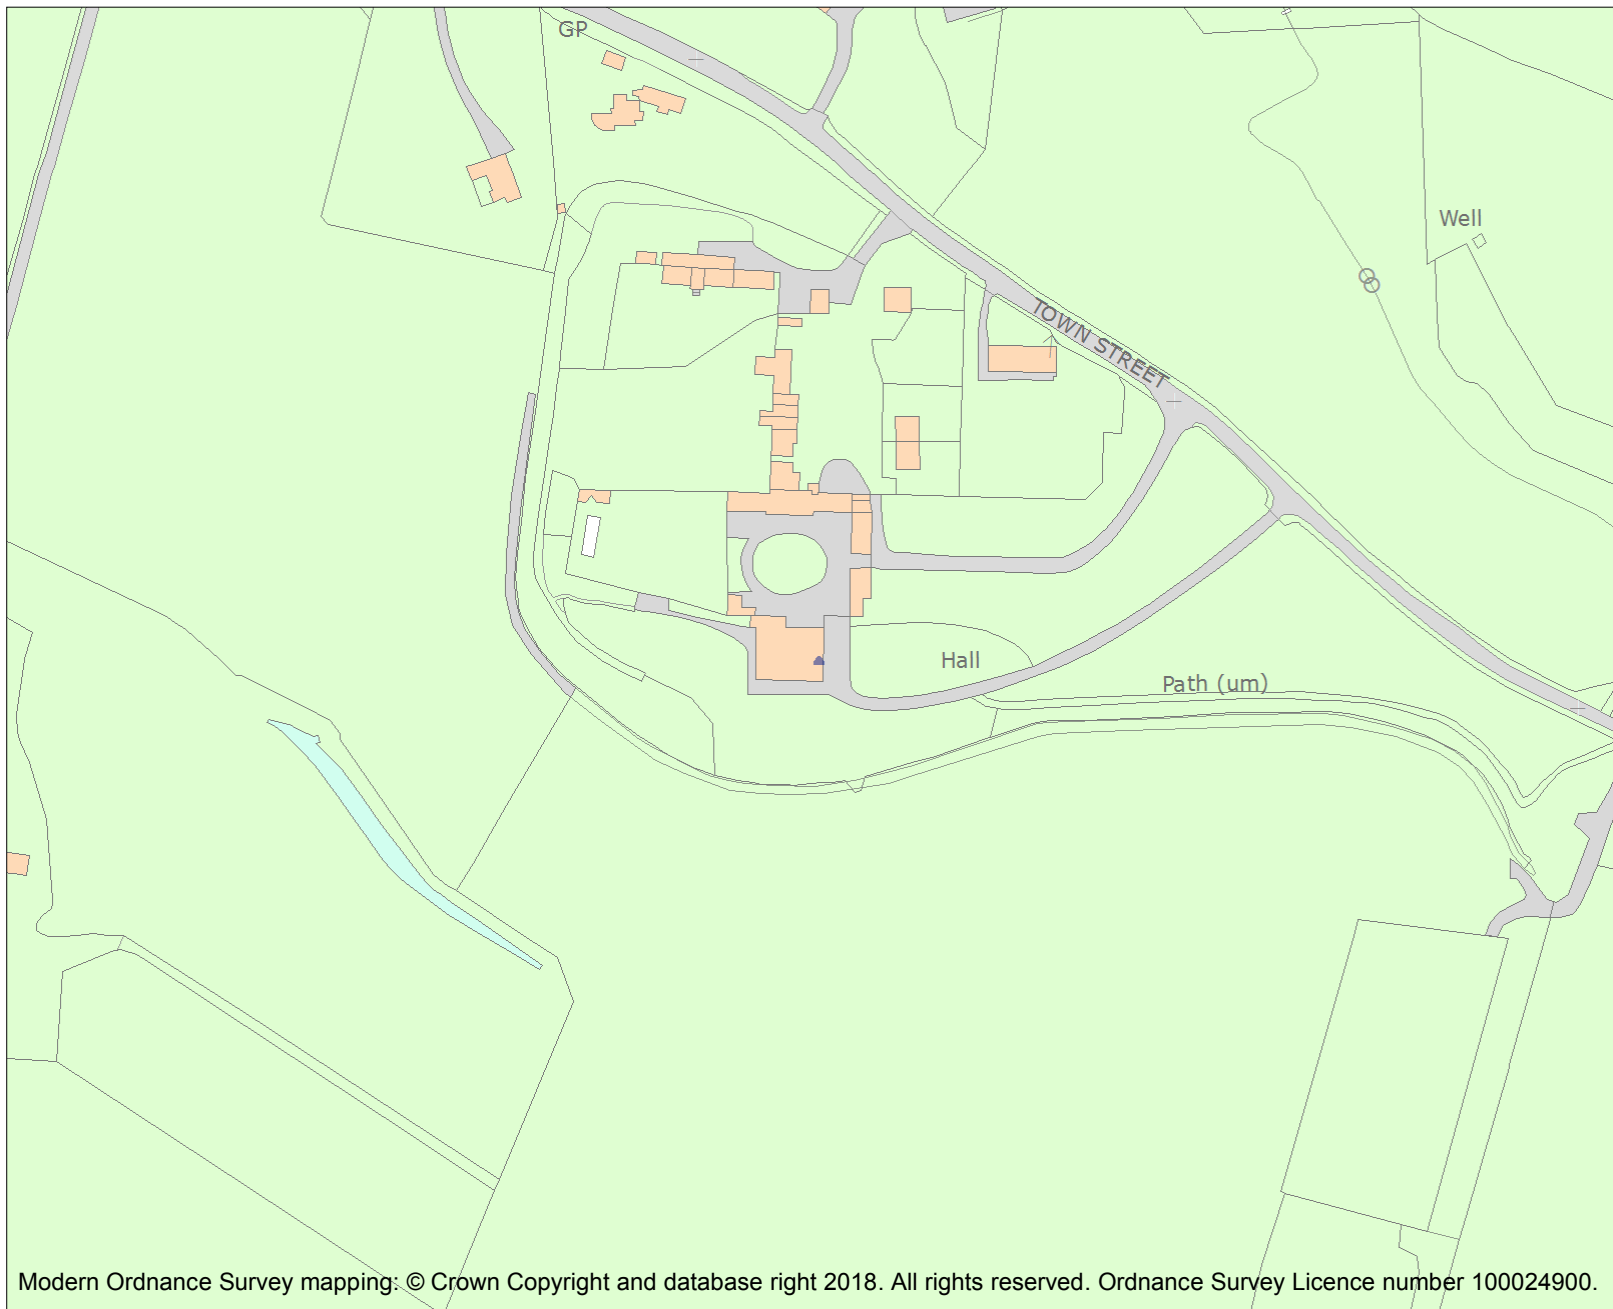 GP
Well
TOWN STREET
Hall
Path (um)
Modern Ordnance Survey mapping: © Crown Copyright and database right 2018. All rights reserved. Ordnance Survey Licence number 100024900.